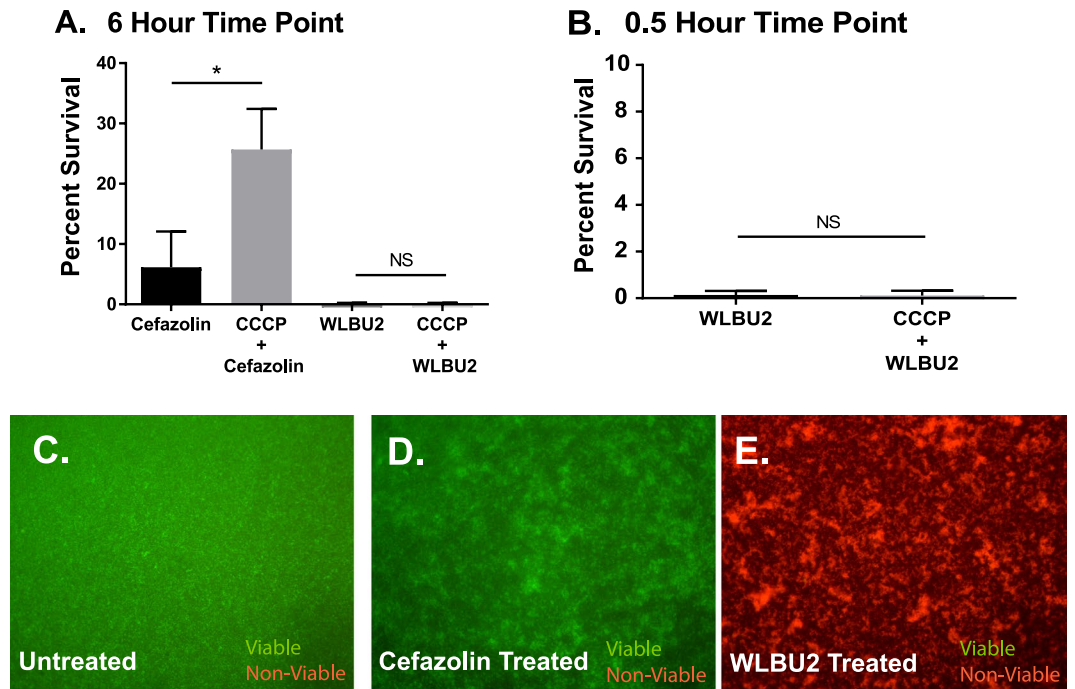 A. 6 Hour Time Point
Percent Survival
40
30
20
10
0
*
NS
Cefazolin
CCCP
+
Cefazolin
WLBU2
CCCP
+
WLBU2
B. 0.5 Hour Time Point
Percent Survival
10
8
6
4
2
0
NS
WLBU2
CCCP
+
WLBU2
C.
Untreated
Viable
Non-Viable
D.
Cefazolin Treated
Viable
Non-Viable
E.
WLBU2 Treated
Viable
Non-Viable